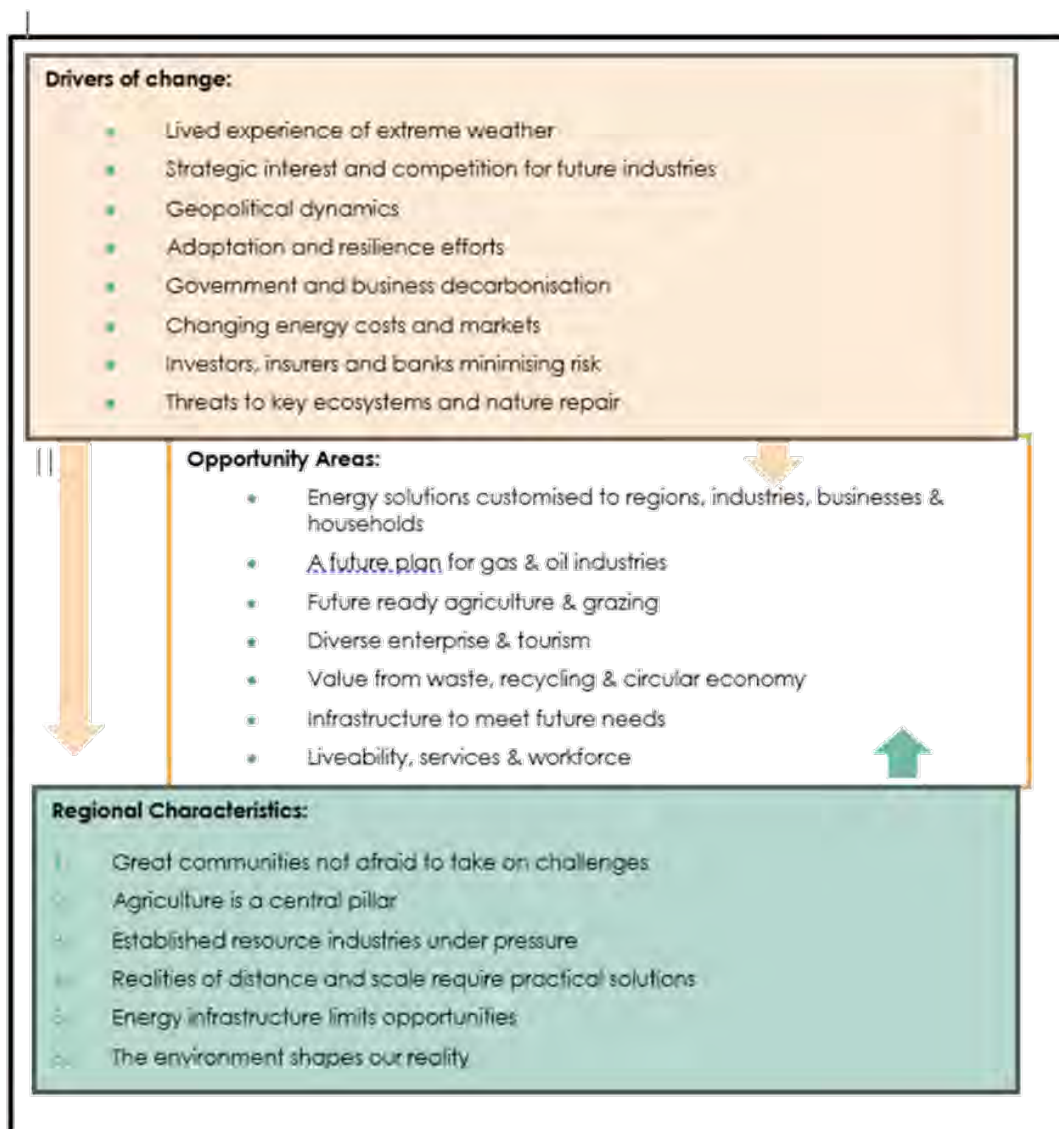 Drivers of change:
Lived experience of extreme weather
Strategic interest and competition for future industries
Geopolitical dynamics
Adaptation and resilience efforts
Government and business decarbonisation
Changing energy costs and markets
Investors, insurers and banks minimising risk
Threats to key ecosystems and nature repair
Opportunity Areas:
Energy solutions customised to regions, industries, businesses &
households
A future plan for gas & oil industries
Future ready agriculture & grazing
Diverse enterprise & tourism
Value from waste, recycling & circular economy
Infrastructure to meet future needs
Liveability, services & workforce
Regional Characteristics:
Great communities not afraid to take on challenges
Agriculture is a central pillar
Established resource industries under pressure
Realities of distance and scale require practical solutions
Energy infrastructure limits opportunities
The environment shapes our reality